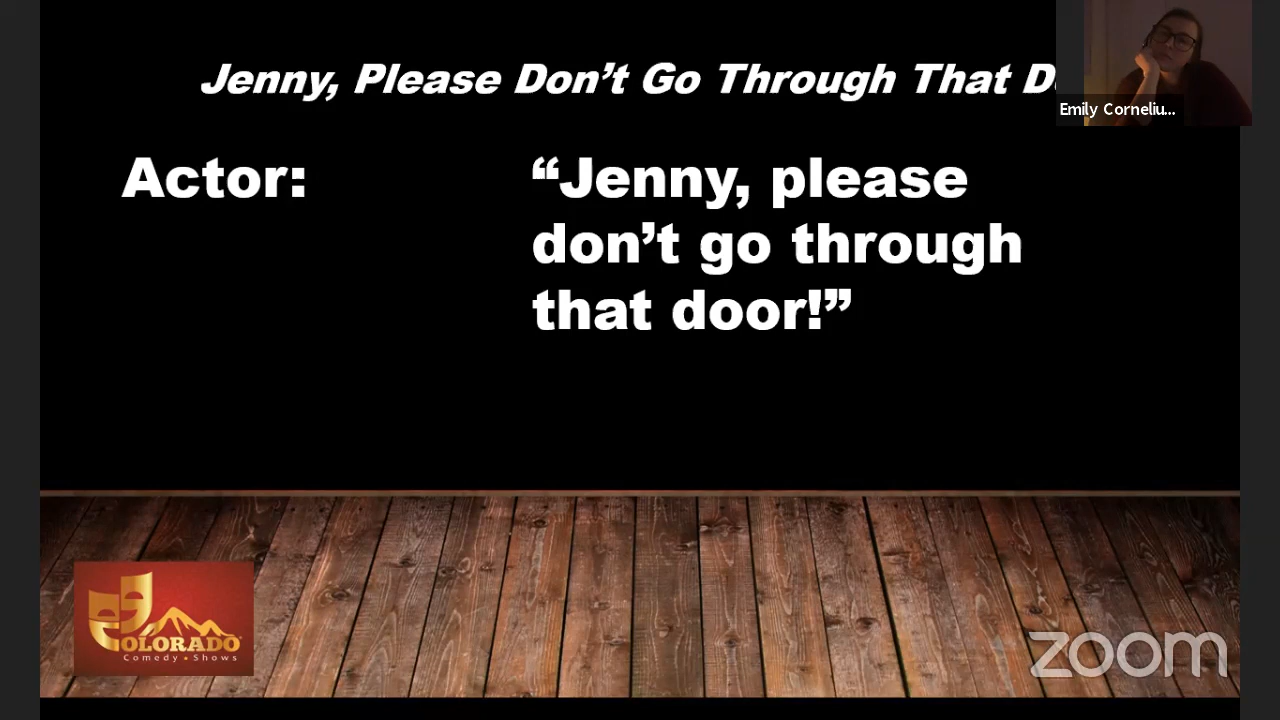 Jenny, Please Don’t Go Through That
Emily Corneliu...
Actor:
“Jenny, please
don’t go through
that door!”
COLORADO
Comedy • Shows
zoom